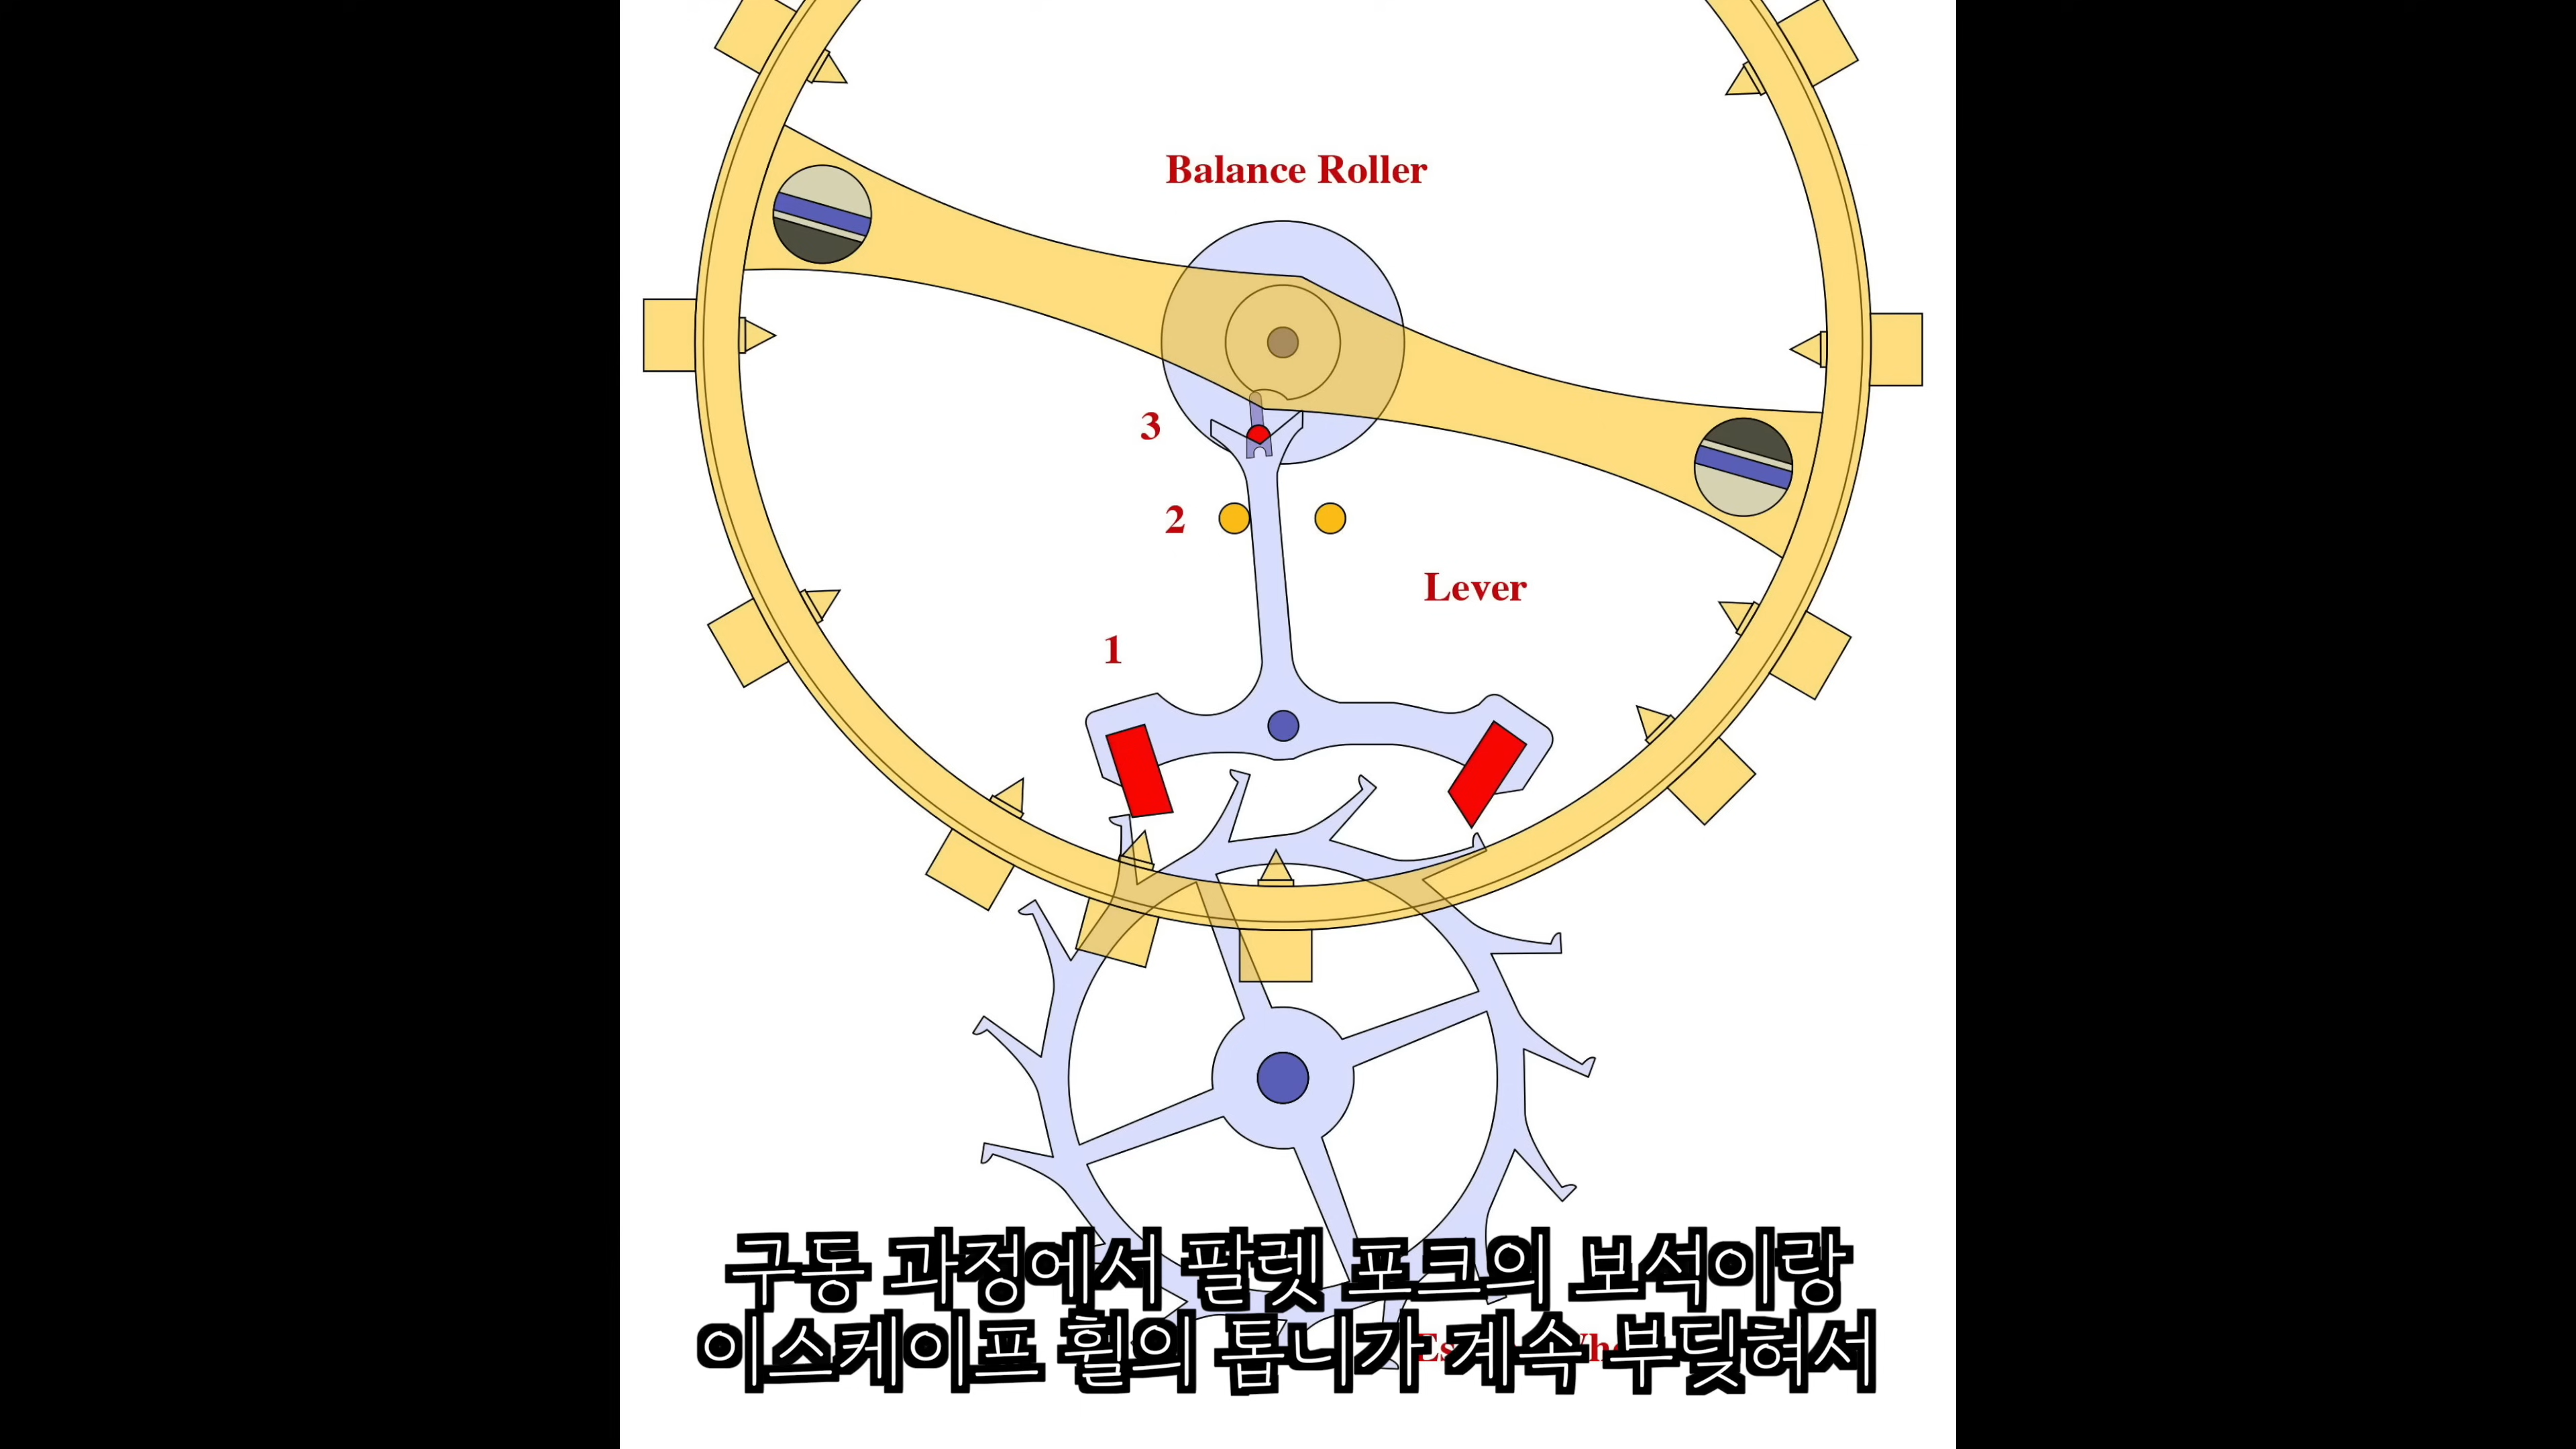 Balance Roller
3
2
Lever
1
구동 과정에서 팔렛 포크의 보석이랑
이스케이프 휠의 톱니가 계속 부딪혀서